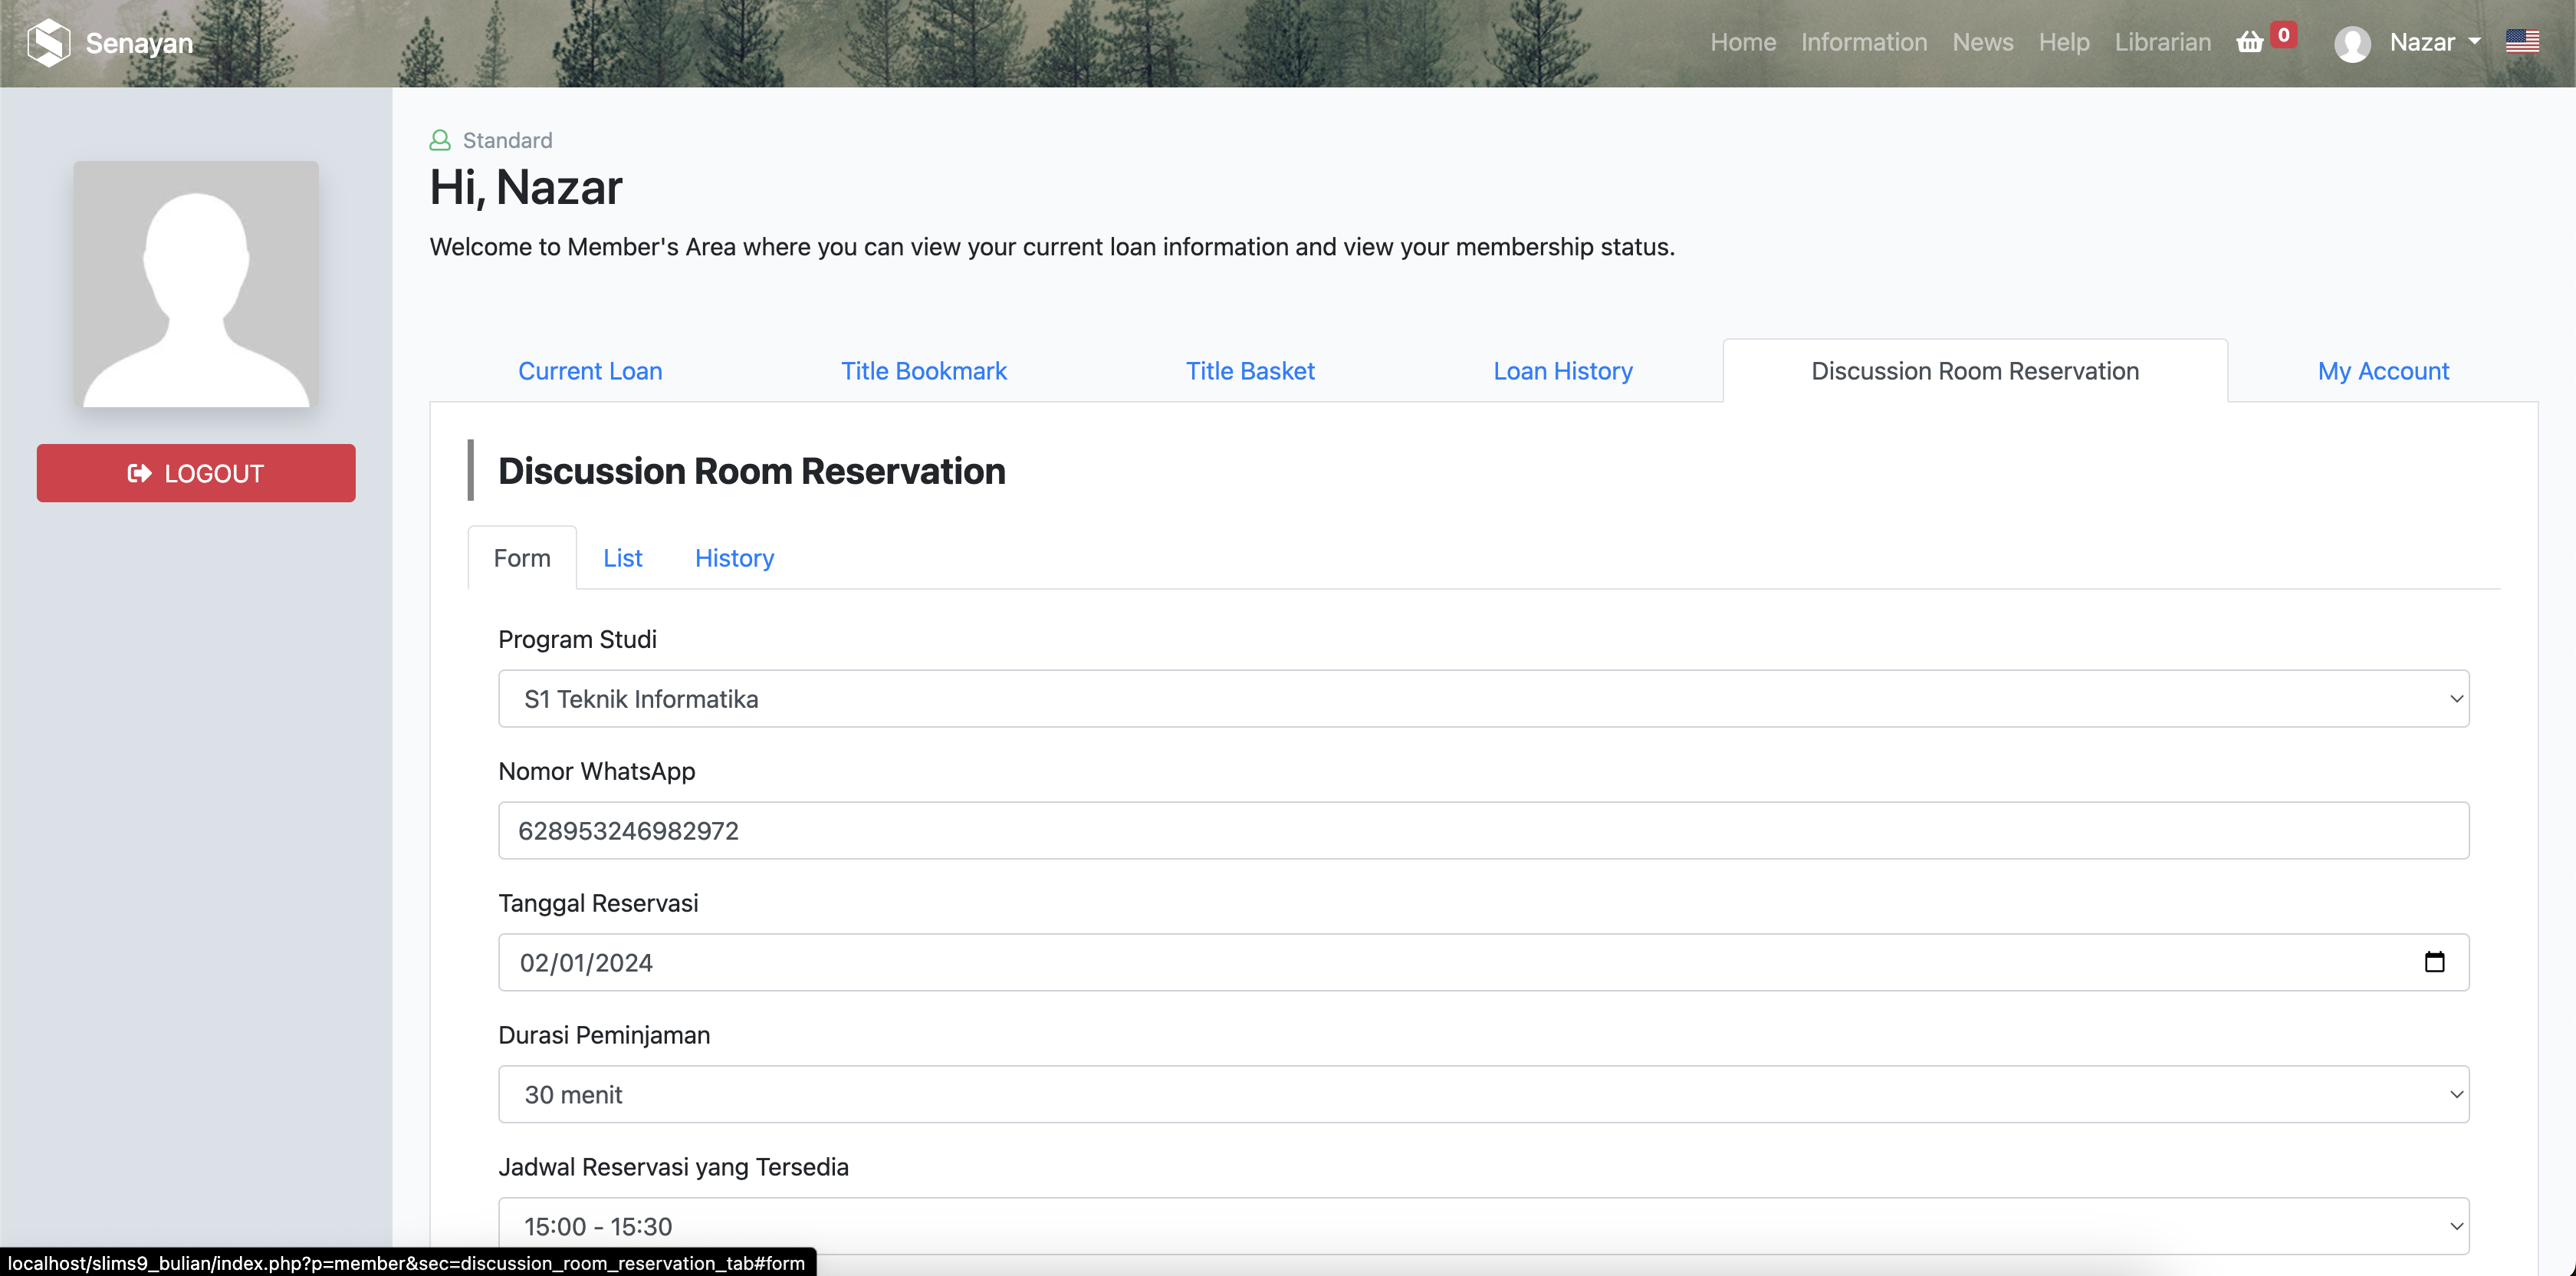 Senayan
Home Information News Help Librarian 0 Nazar
Standard
Hi, Nazar
Welcome to Member's Area where you can view your current loan information and view your membership status.
LOGOUT
Current Loan Title Bookmark Title Basket Loan History Discussion Room Reservation My Account
Discussion Room Reservation
Form List History
Program Studi
S1 Teknik Informatika
Nomor WhatsApp
628953246982972
Tanggal Reservasi
02/01/2024
Durasi Peminjaman
30 menit
Jadwal Reservasi yang Tersedia
15:00 - 15:30
localhost/slims9_bulian/index.php?p=member&sec=discussion_room_reservation_tab#form